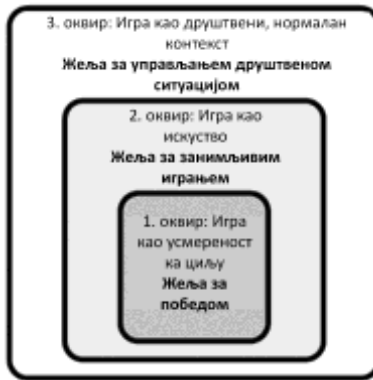 3. оквир: Игра као друштвени, нормалан
контекст
Жеља за управљањем друштвеном
ситуацијом
2. оквир: Игра као
искуство
Жеља за занимљивим
играњем
1. оквир: Игра
као усмереност
ка циљу
Жеља за
победом